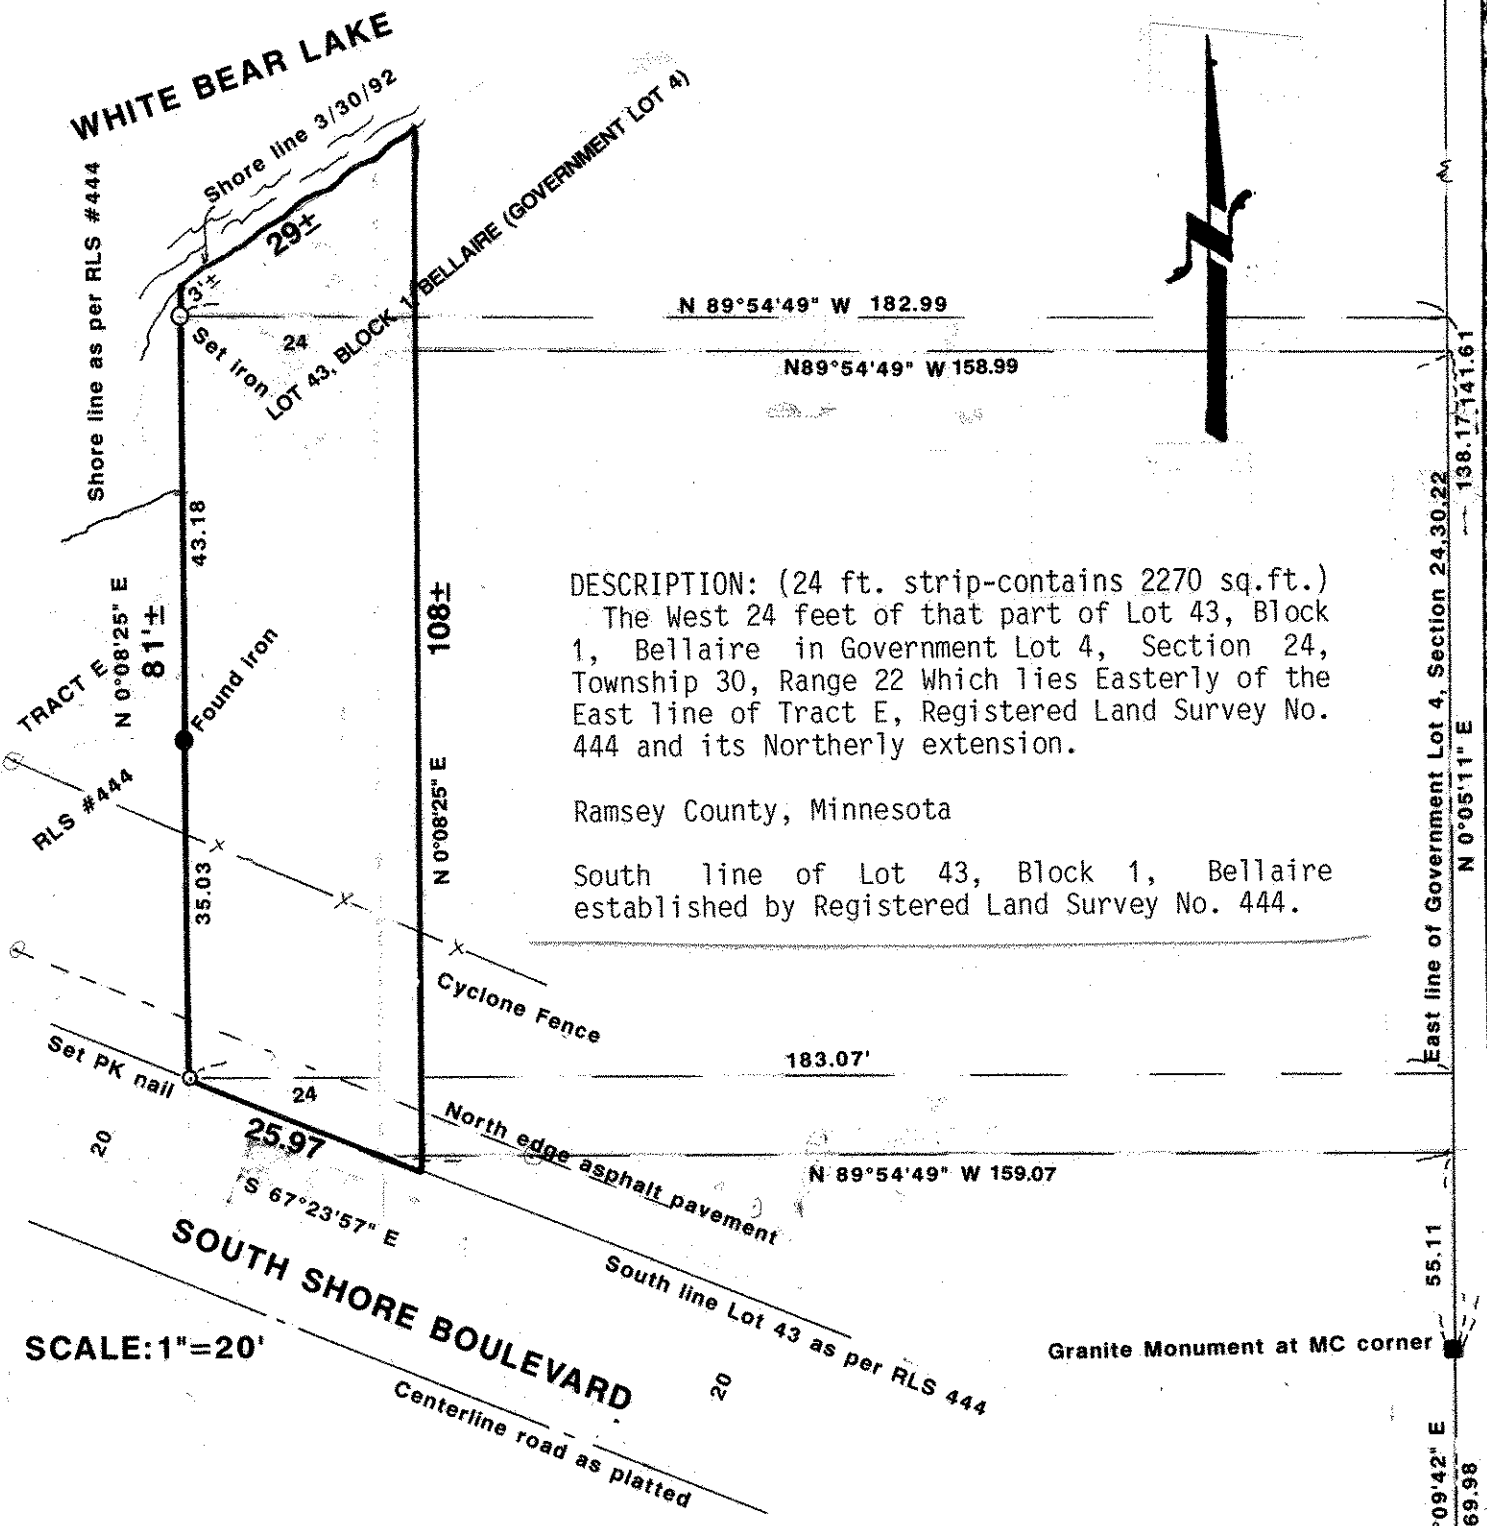 WHITE BEAR LAKE
Shore line 3/30/92
Shore line as per RLS #444
29±
3'±
LOT 43, BLOCK 1, BELLAIRE (GOVERNMENT LOT 4)
N
N 89°54'49" W 182.99
24
Set iron
N89°54'49" W 158.99
138.17
141.61
43.18
N 0°08'25" E
81'±
108±
Found iron
TRACT E
RLS #444
35.03
N 0°08'25" E
DESCRIPTION: (24 ft. strip-contains 2270 sq.ft.)
The West 24 feet of that part of Lot 43, Block
1, Bellaire in Government Lot 4, Section 24,
Township 30, Range 22 Which lies Easterly of the
East line of Tract E, Registered Land Survey No.
444 and its Northerly extension.
Ramsey County, Minnesota
South line of Lot 43, Block 1, Bellaire
established by Registered Land Survey No. 444.
East line of Government Lot 4, Section 24,30,22
N 0°05'11" E
Cyclone Fence
Set PK nail
183.07'
24
25.97
20
North edge asphalt pavement
N 89°54'49" W 159.07
S 67°23'57" E
SOUTH SHORE BOULEVARD
South line Lot 43 as per RLS 444
55.11
SCALE:1"=20'
Granite Monument at MC corner
20
Centerline road as platted
°09'42" E
69.98